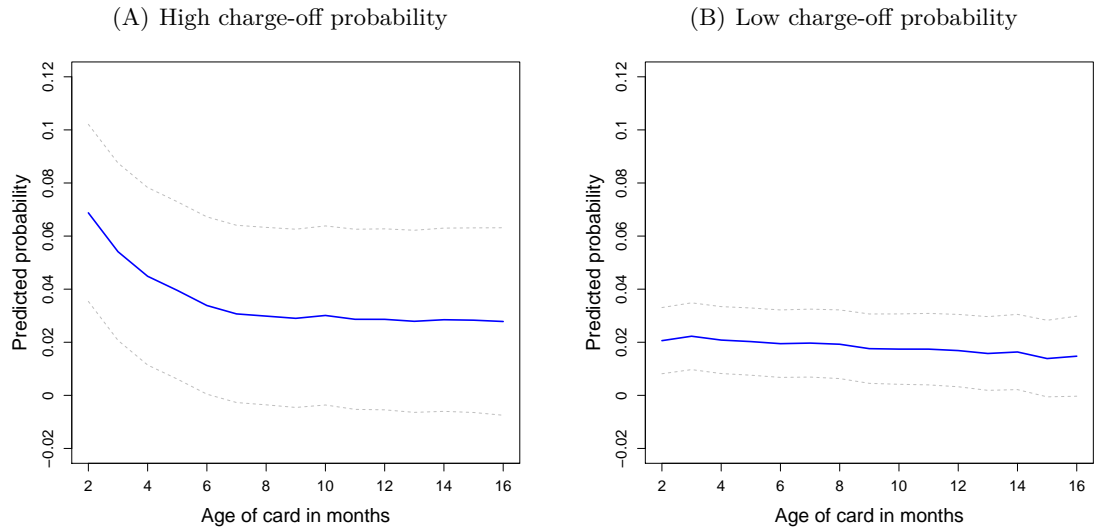 (A) High charge-off probability
Predicted probability
0.12
0.1
0.08
0.06
0.04
0.02
0
−0.02
2 4 6 8 10 12 14 16
Age of card in months
(B) Low charge-off probability
Predicted probability
0.12
0.1
0.08
0.06
0.04
0.02
0
−0.02
2 4 6 8 10 12 14 16
Age of card in months